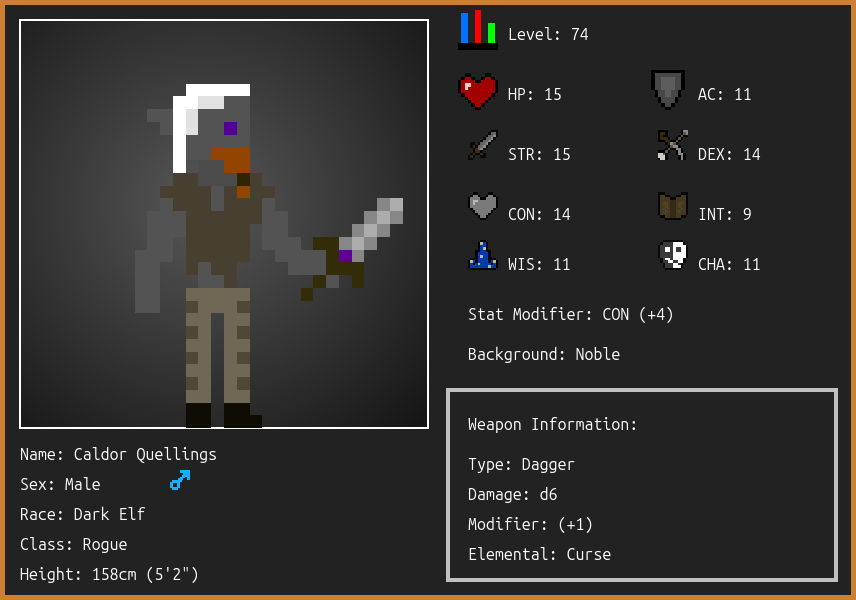 Level: 74
HP: 15
AC: 11
STR: 15
DEX: 14
CON: 14
INT: 9
WIS: 11
CHA: 11
Stat Modifier: CON (+4)
Background: Noble
Weapon Information:
Type: Dagger
Damage: d6
Modifier: (+1)
Elemental: Curse
Name: Caldor Quellings
Sex: Male
Race: Dark Elf
Class: Rogue
Height: 158cm (5'2")